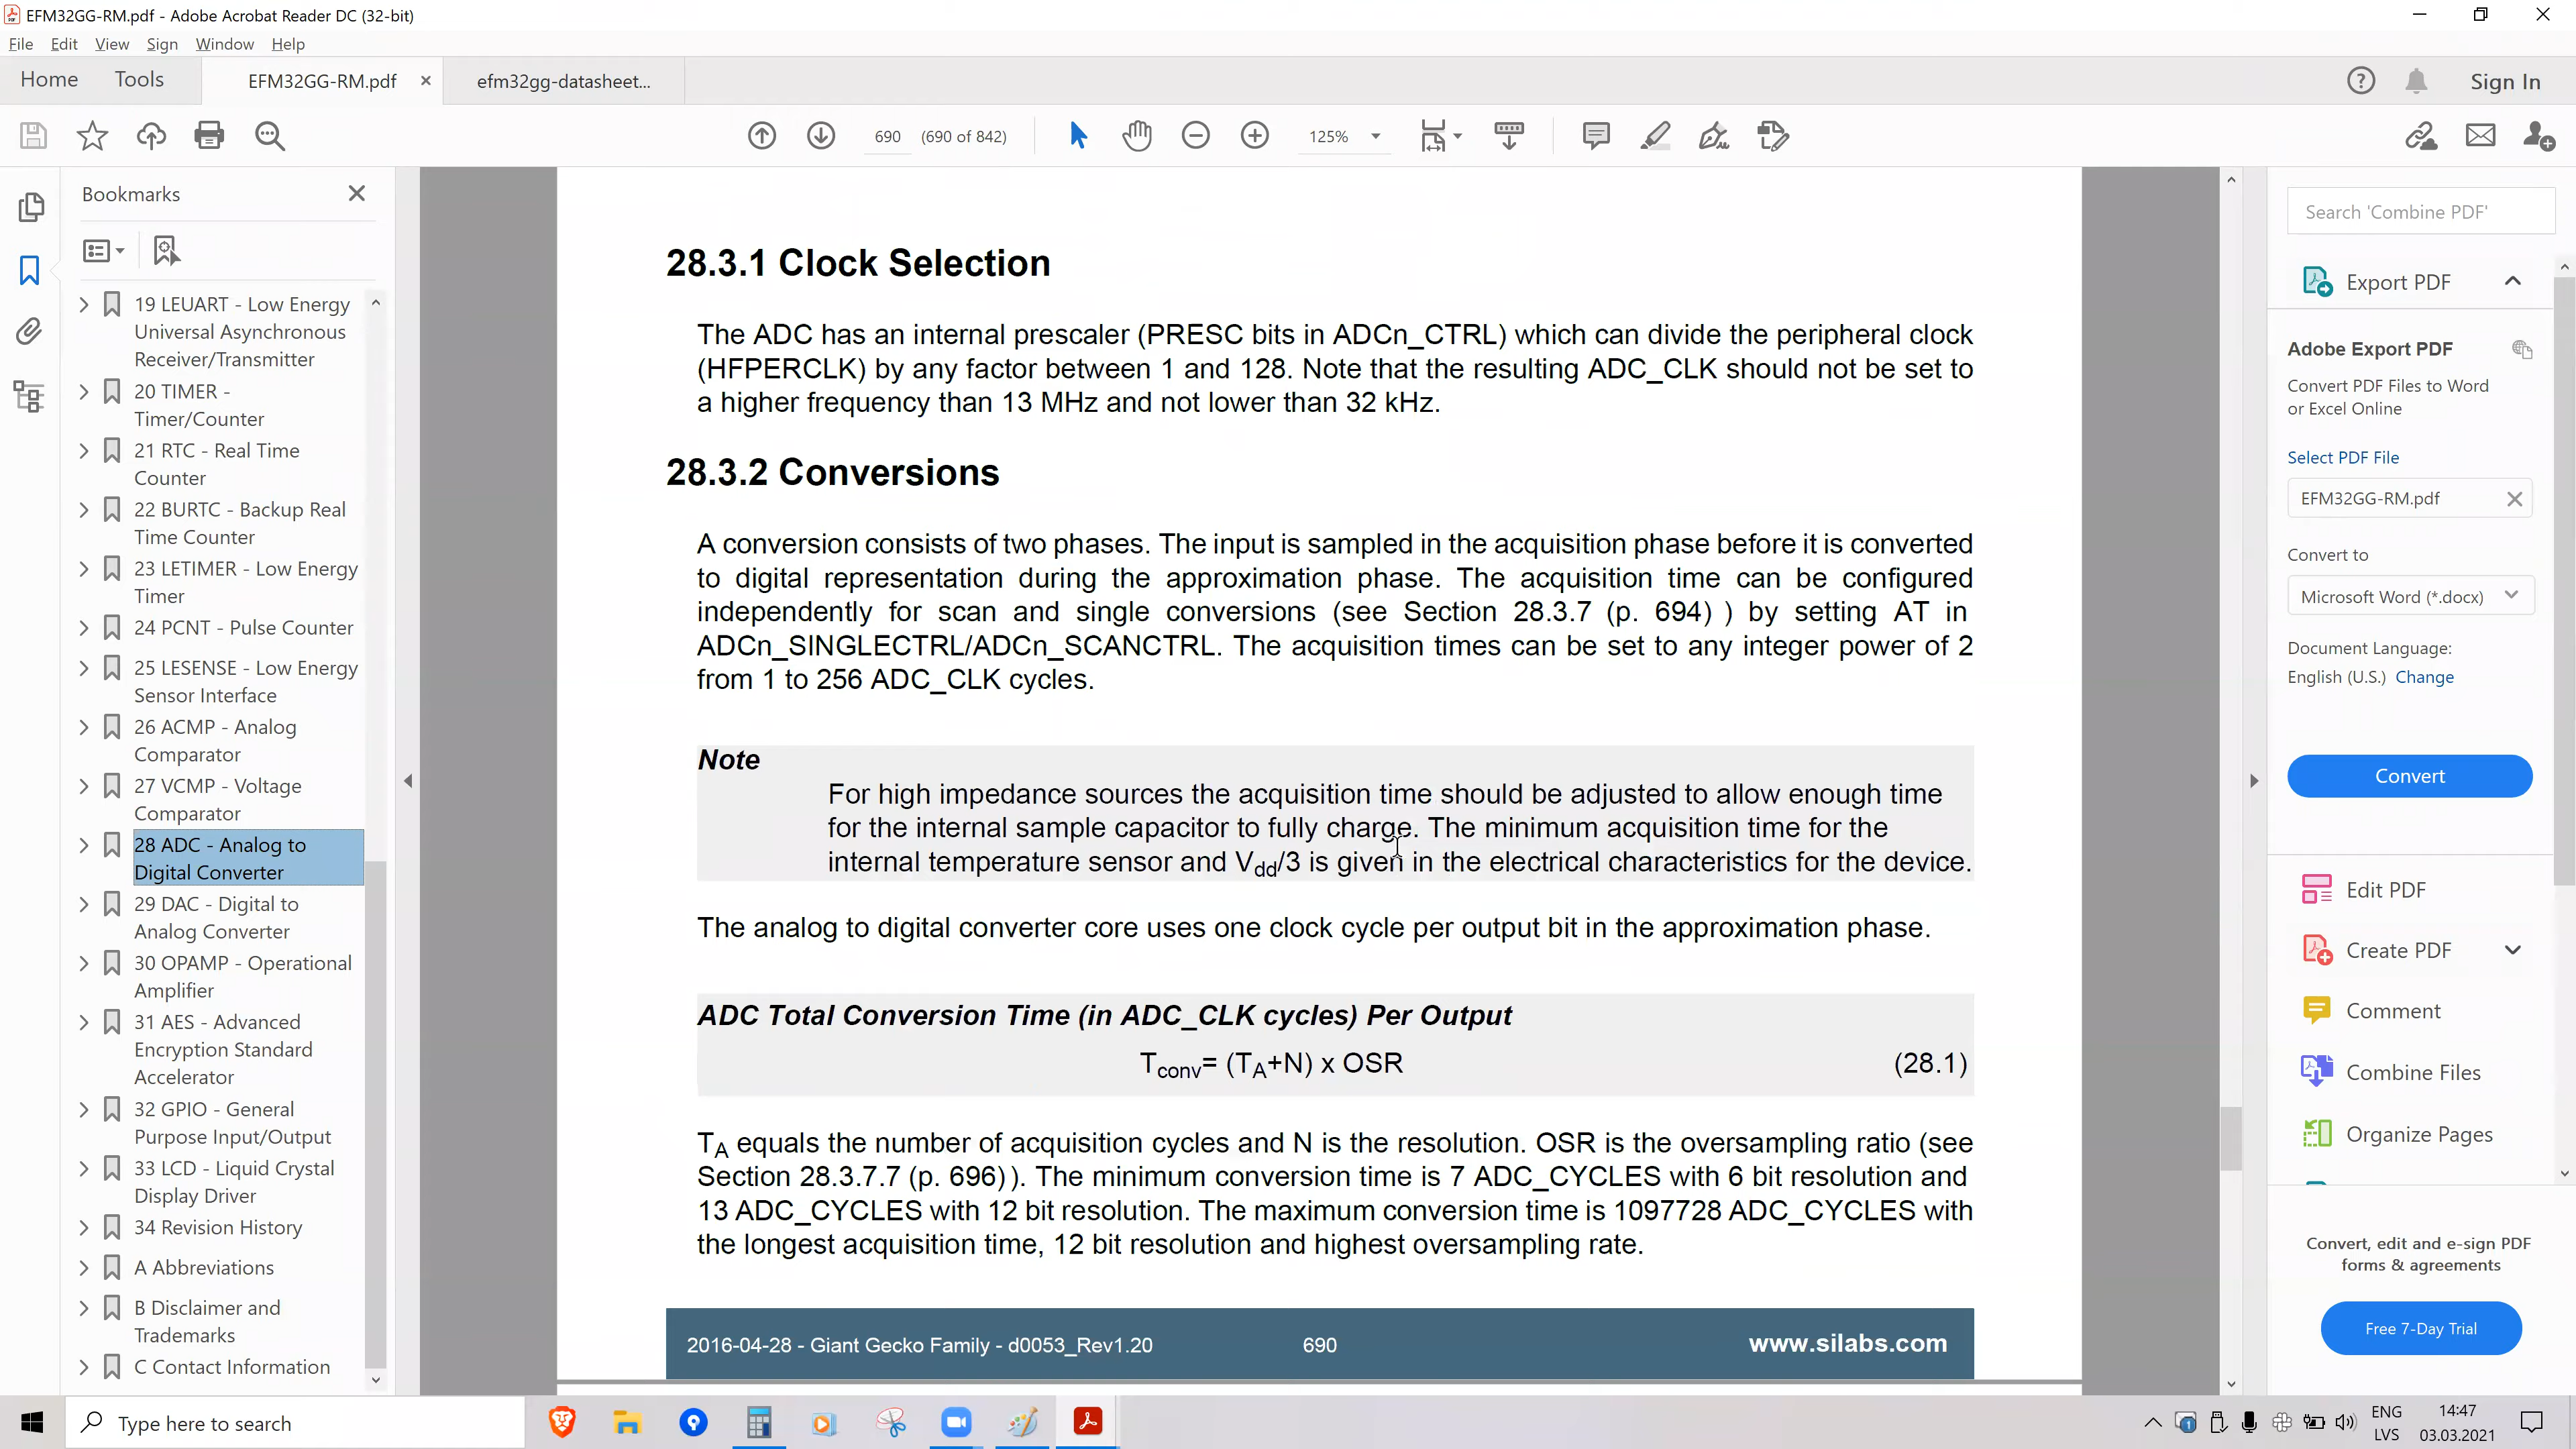 EFM32GG-RM.pdf - Adobe Acrobat Reader DC (32-bit)
File Edit View Sign Window Help
Home Tools EFM32GG-RM.pdf efm32gg-datasheet... Sign In
690 (690 of 842) 125%
Bookmarks
19 LEUART - Low Energy
Universal Asynchronous
Receiver/Transmitter
20 TIMER -
Timer/Counter
21 RTC - Real Time
Counter
22 BURTC - Backup Real
Time Counter
23 LETIMER - Low Energy
Timer
24 PCNT - Pulse Counter
25 LESENSE - Low Energy
Sensor Interface
26 ACMP - Analog
Comparator
27 VCMP - Voltage
Comparator
28 ADC - Analog to
Digital Converter
29 DAC - Digital to
Analog Converter
30 OPAMP - Operational
Amplifier
31 AES - Advanced
Encryption Standard
Accelerator
32 GPIO - General
Purpose Input/Output
33 LCD - Liquid Crystal
Display Driver
34 Revision History
A Abbreviations
B Disclaimer and
Trademarks
C Contact Information
28.3.1 Clock Selection
The ADC has an internal prescaler (PRESC bits in ADCn_CTRL) which can divide the peripheral clock
(HFPERCLK) by any factor between 1 and 128. Note that the resulting ADC_CLK should not be set to
a higher frequency than 13 MHz and not lower than 32 kHz.
28.3.2 Conversions
A conversion consists of two phases. The input is sampled in the acquisition phase before it is converted
to digital representation during the approximation phase. The acquisition time can be configured
independently for scan and single conversions (see Section 28.3.7 (p. 694) ) by setting AT in
ADCn_SINGLECTRL/ADCn_SCANCTRL. The acquisition times can be set to any integer power of 2
from 1 to 256 ADC_CLK cycles.
Note
For high impedance sources the acquisition time should be adjusted to allow enough time
for the internal sample capacitor to fully charge. The minimum acquisition time for the
internal temperature sensor and Vdd/3 is given in the electrical characteristics for the device.
The analog to digital converter core uses one clock cycle per output bit in the approximation phase.
ADC Total Conversion Time (in ADC_CLK cycles) Per Output
Tconv= (TA+N) x OSR (28.1)
TA equals the number of acquisition cycles and N is the resolution. OSR is the oversampling ratio (see
Section 28.3.7.7 (p. 696)). The minimum conversion time is 7 ADC_CYCLES with 6 bit resolution and
13 ADC_CYCLES with 12 bit resolution. The maximum conversion time is 1097728 ADC_CYCLES with
the longest acquisition time, 12 bit resolution and highest oversampling rate.
2016-04-28 - Giant Gecko Family - d0053_Rev1.20 690 www.silabs.com
Search 'Combine PDF'
Export PDF
Adobe Export PDF
Convert PDF Files to Word
or Excel Online
Select PDF File
EFM32GG-RM.pdf
Convert to
Microsoft Word (*.docx)
Document Language:
English (U.S.) Change
Convert
Edit PDF
Create PDF
Comment
Combine Files
Organize Pages
Convert, edit and e-sign PDF
forms & agreements
Free 7-Day Trial
Type here to search
1
ENG
LVS
14:47
03.03.2021